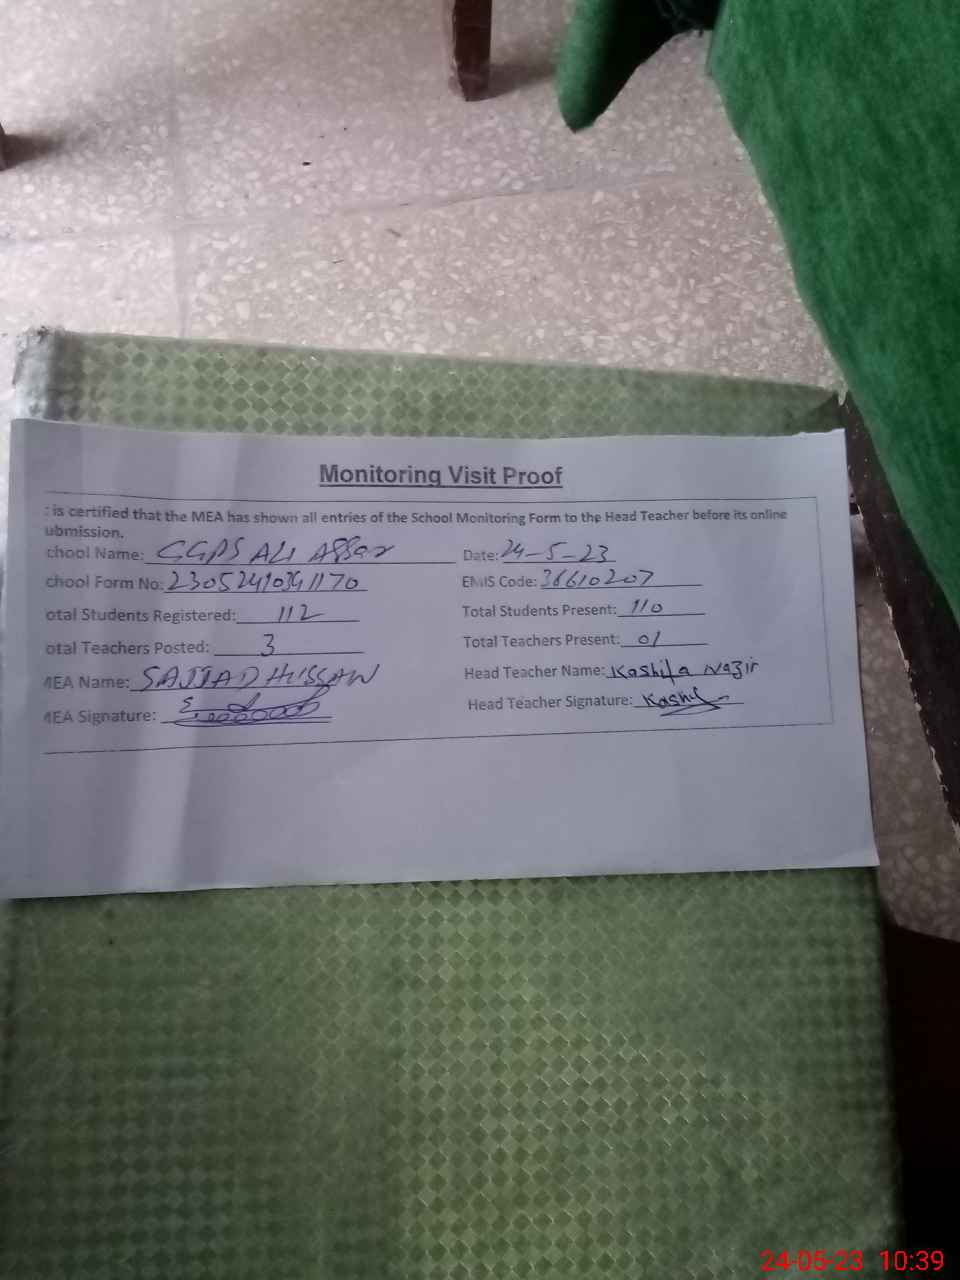 Monitoring Visit Proof
: is certified that the MEA has shown all entries of the School Monitoring Form to the Head Teacher before its online
ubmission.
chool Name: GGPS ALI Date: 24-5-23
chool Form No: 23052410341170 EMIS Code: 36610207
otal Students Registered: 112 Total Students Present: 110
otal Teachers Posted: 3 Total Teachers Present: 01
MEA Name: SAJJAD HUSSAIN Head Teacher Name: Kashifa Nazir
MEA Signature: Head Teacher Signature:
24-05-23 10:39